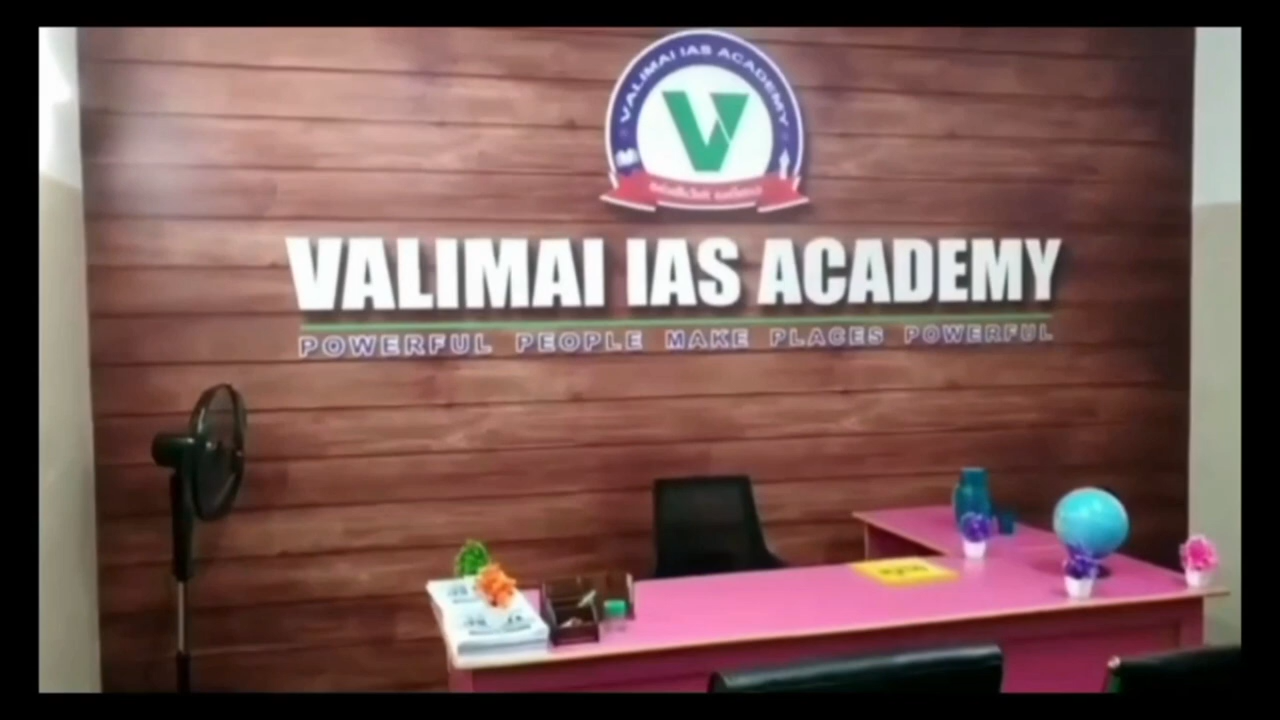 VALIMAI IAS ACADEMY
V
VALIMAI IAS ACADEMY
POWERFUL PEOPLE MAKE PLACES POWERFUL